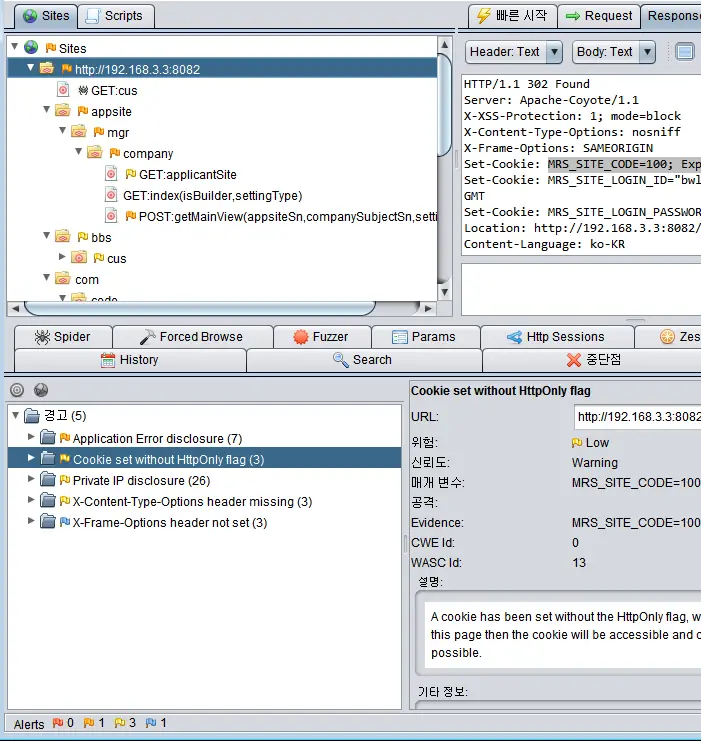 Sites
Scripts
빠른 시작
Request
Response
Header: Text
Body: Text
Sites
http://192.168.3.3:8082
GET:cus
appsite
mgr
company
GET:applicantSite
GET:index(isBuilder,settingType)
POST:getMainView(appsiteSn,companySubjectSn,setti
bbs
cus
com
code
HTTP/1.1 302 Found
Server: Apache-Coyote/1.1
X-XSS-Protection: 1; mode=block
X-Content-Type-Options: nosniff
X-Frame-Options: SAMEORIGIN
Set-Cookie: MRS_SITE_CODE=100; Exp
Set-Cookie: MRS_SITE_LOGIN_ID="bwl
GMT
Set-Cookie: MRS_SITE_LOGIN_PASSWOR
Location: http://192.168.3.3:8082/
Content-Language: ko-KR
Spider
Forced Browse
Fuzzer
Params
Http Sessions
Zes
History
Search
중단점
경고 (5)
Application Error disclosure (7)
Cookie set without HttpOnly flag (3)
Private IP disclosure (26)
X-Content-Type-Options header missing (3)
X-Frame-Options header not set (3)
Cookie set without HttpOnly flag
URL: http://192.168.3.3:8082
위험: Low
신뢰도: Warning
매개 변수: MRS_SITE_CODE=100
공격:
Evidence: MRS_SITE_CODE=100
CWE Id: 0
WASC Id: 13
설명:
A cookie has been set without the HttpOnly flag, w
this page then the cookie will be accessible and c
possible.
기타 정보:
Alerts 0 1 3 1